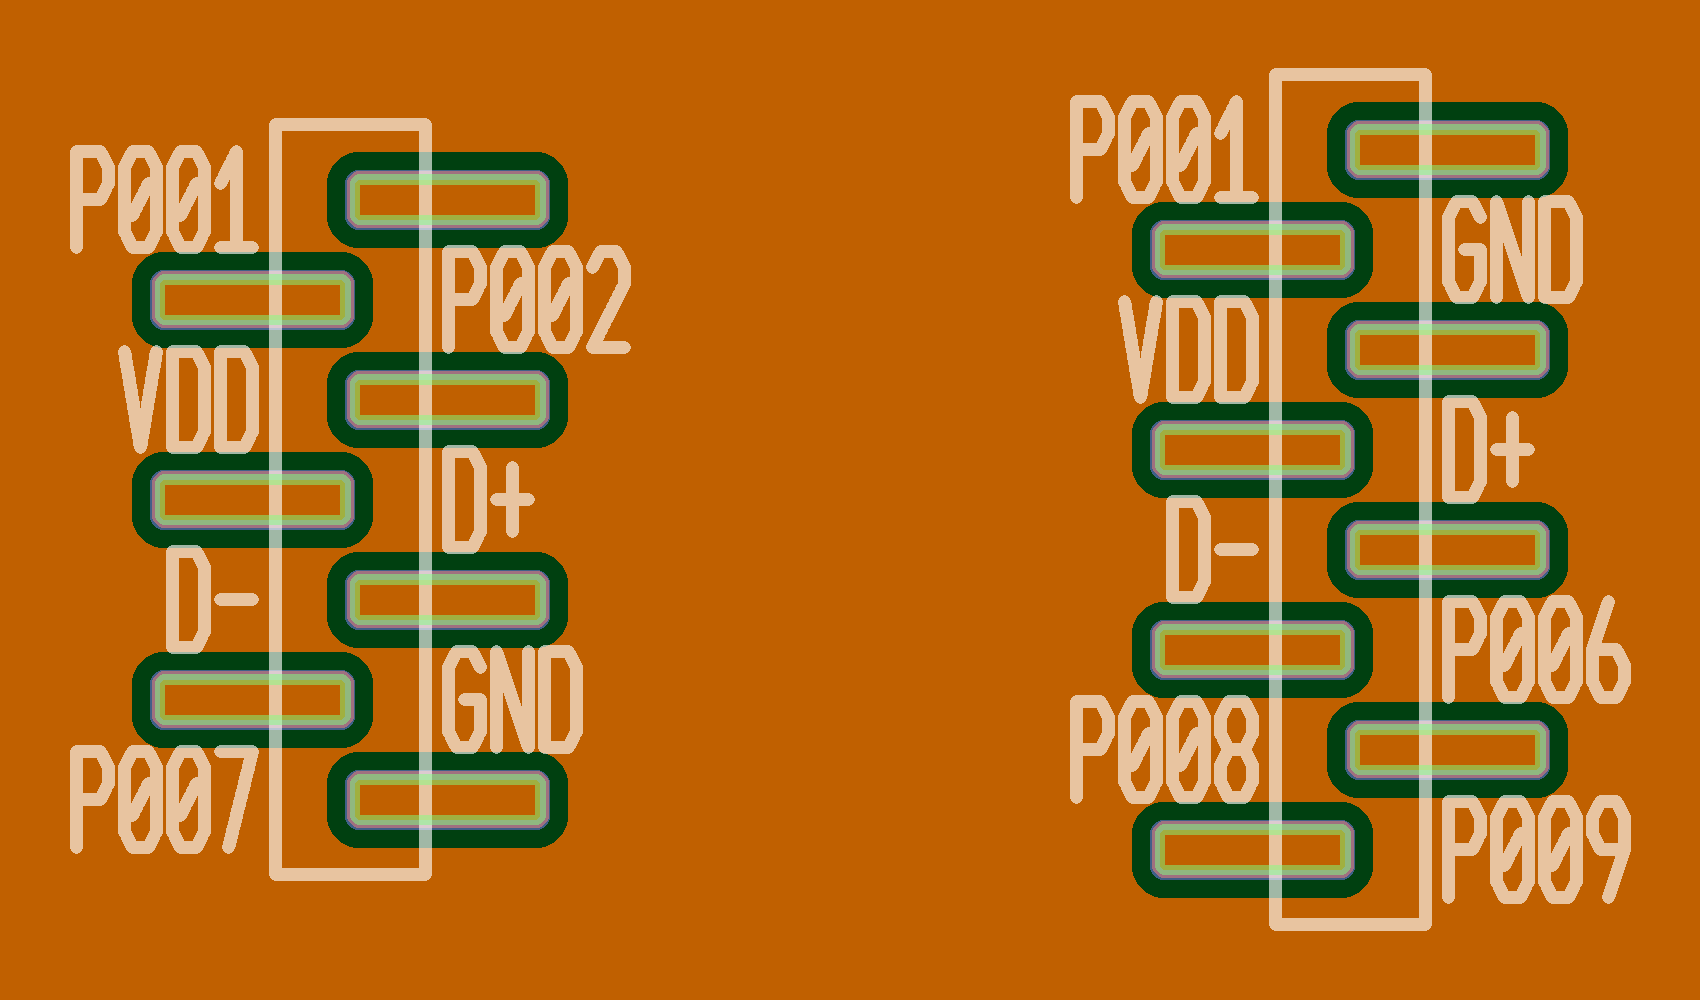 P001
P002
VDD
D+
D-
GND
P007
P001
GND
VDD
D+
D-
P006
P008
P009